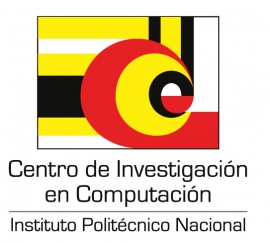 Centro de Investigación
en Computación
Instituto Politécnico Nacional